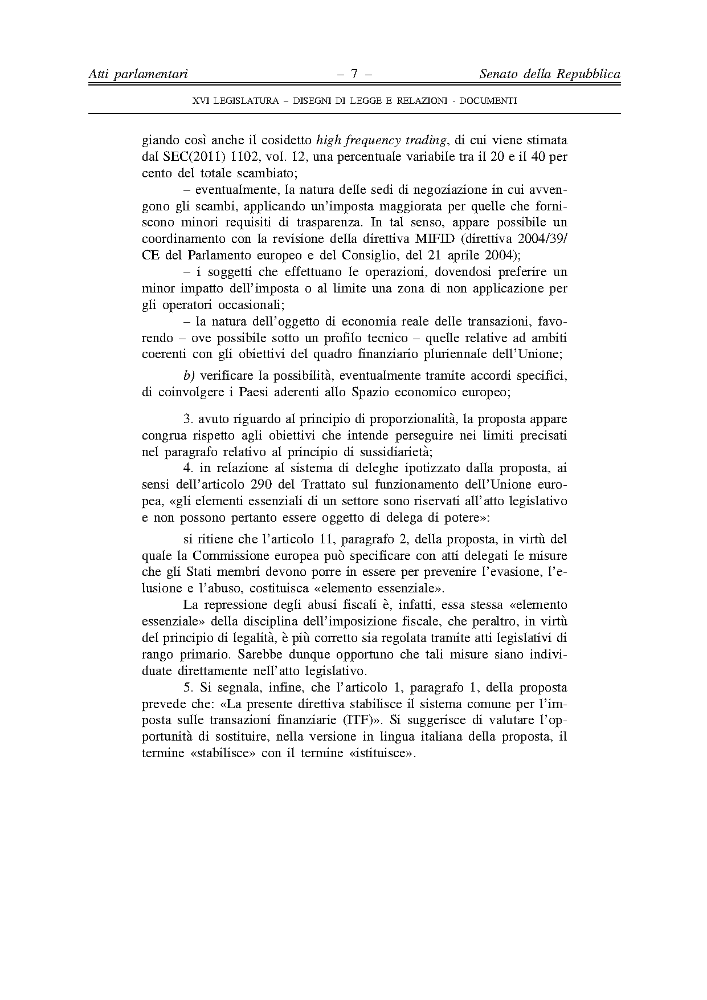 Atti parlamentari – 7 – Senato della Repubblica
XVI LEGISLATURA – DISEGNI DI LEGGE E RELAZIONI - DOCUMENTI
giando così anche il cosidetto high frequency trading, di cui viene stimata
dal SEC(2011) 1102, vol. 12, una percentuale variabile tra il 20 e il 40 per
cento del totale scambiato;
– eventualmente, la natura delle sedi di negoziazione in cui avven-
gono gli scambi, applicando un’imposta maggiorata per quelle che forni-
scono minori requisiti di trasparenza. In tal senso, appare possibile un
coordinamento con la revisione della direttiva MIFID (direttiva 2004/39/
CE del Parlamento europeo e del Consiglio, del 21 aprile 2004);
– i soggetti che effettuano le operazioni, dovendosi preferire un
minor impatto dell’imposta o al limite una zona di non applicazione per
gli operatori occasionali;
– la natura dell’oggetto di economia reale delle transazioni, favo-
rendo – ove possibile sotto un profilo tecnico – quelle relative ad ambiti
coerenti con gli obiettivi del quadro finanziario pluriennale dell’Unione;
b) verificare la possibilità, eventualmente tramite accordi specifici,
di coinvolgere i Paesi aderenti allo Spazio economico europeo;
3. avuto riguardo al principio di proporzionalità, la proposta appare
congrua rispetto agli obiettivi che intende perseguire nei limiti precisati
nel paragrafo relativo al principio di sussidiarietà;
4. in relazione al sistema di deleghe ipotizzato dalla proposta, ai
sensi dell’articolo 290 del Trattato sul funzionamento dell’Unione euro-
pea, «gli elementi essenziali di un settore sono riservati all’atto legislativo
e non possono pertanto essere oggetto di delega di potere»:
si ritiene che l’articolo 11, paragrafo 2, della proposta, in virtù del
quale la Commissione europea può specificare con atti delegati le misure
che gli Stati membri devono porre in essere per prevenire l’evasione, l’e-
lusione e l’abuso, costituisca «elemento essenziale».
La repressione degli abusi fiscali è, infatti, essa stessa «elemento
essenziale» della disciplina dell’imposizione fiscale, che peraltro, in virtù
del principio di legalità, è più corretto sia regolata tramite atti legislativi di
rango primario. Sarebbe dunque opportuno che tali misure siano indivi-
duate direttamente nell’atto legislativo.
5. Si segnala, infine, che l’articolo 1, paragrafo 1, della proposta
prevede che: «La presente direttiva stabilisce il sistema comune per l’im-
posta sulle transazioni finanziarie (ITF)». Si suggerisce di valutare l’op-
portunità di sostituire, nella versione in lingua italiana della proposta, il
termine «stabilisce» con il termine «istituisce».